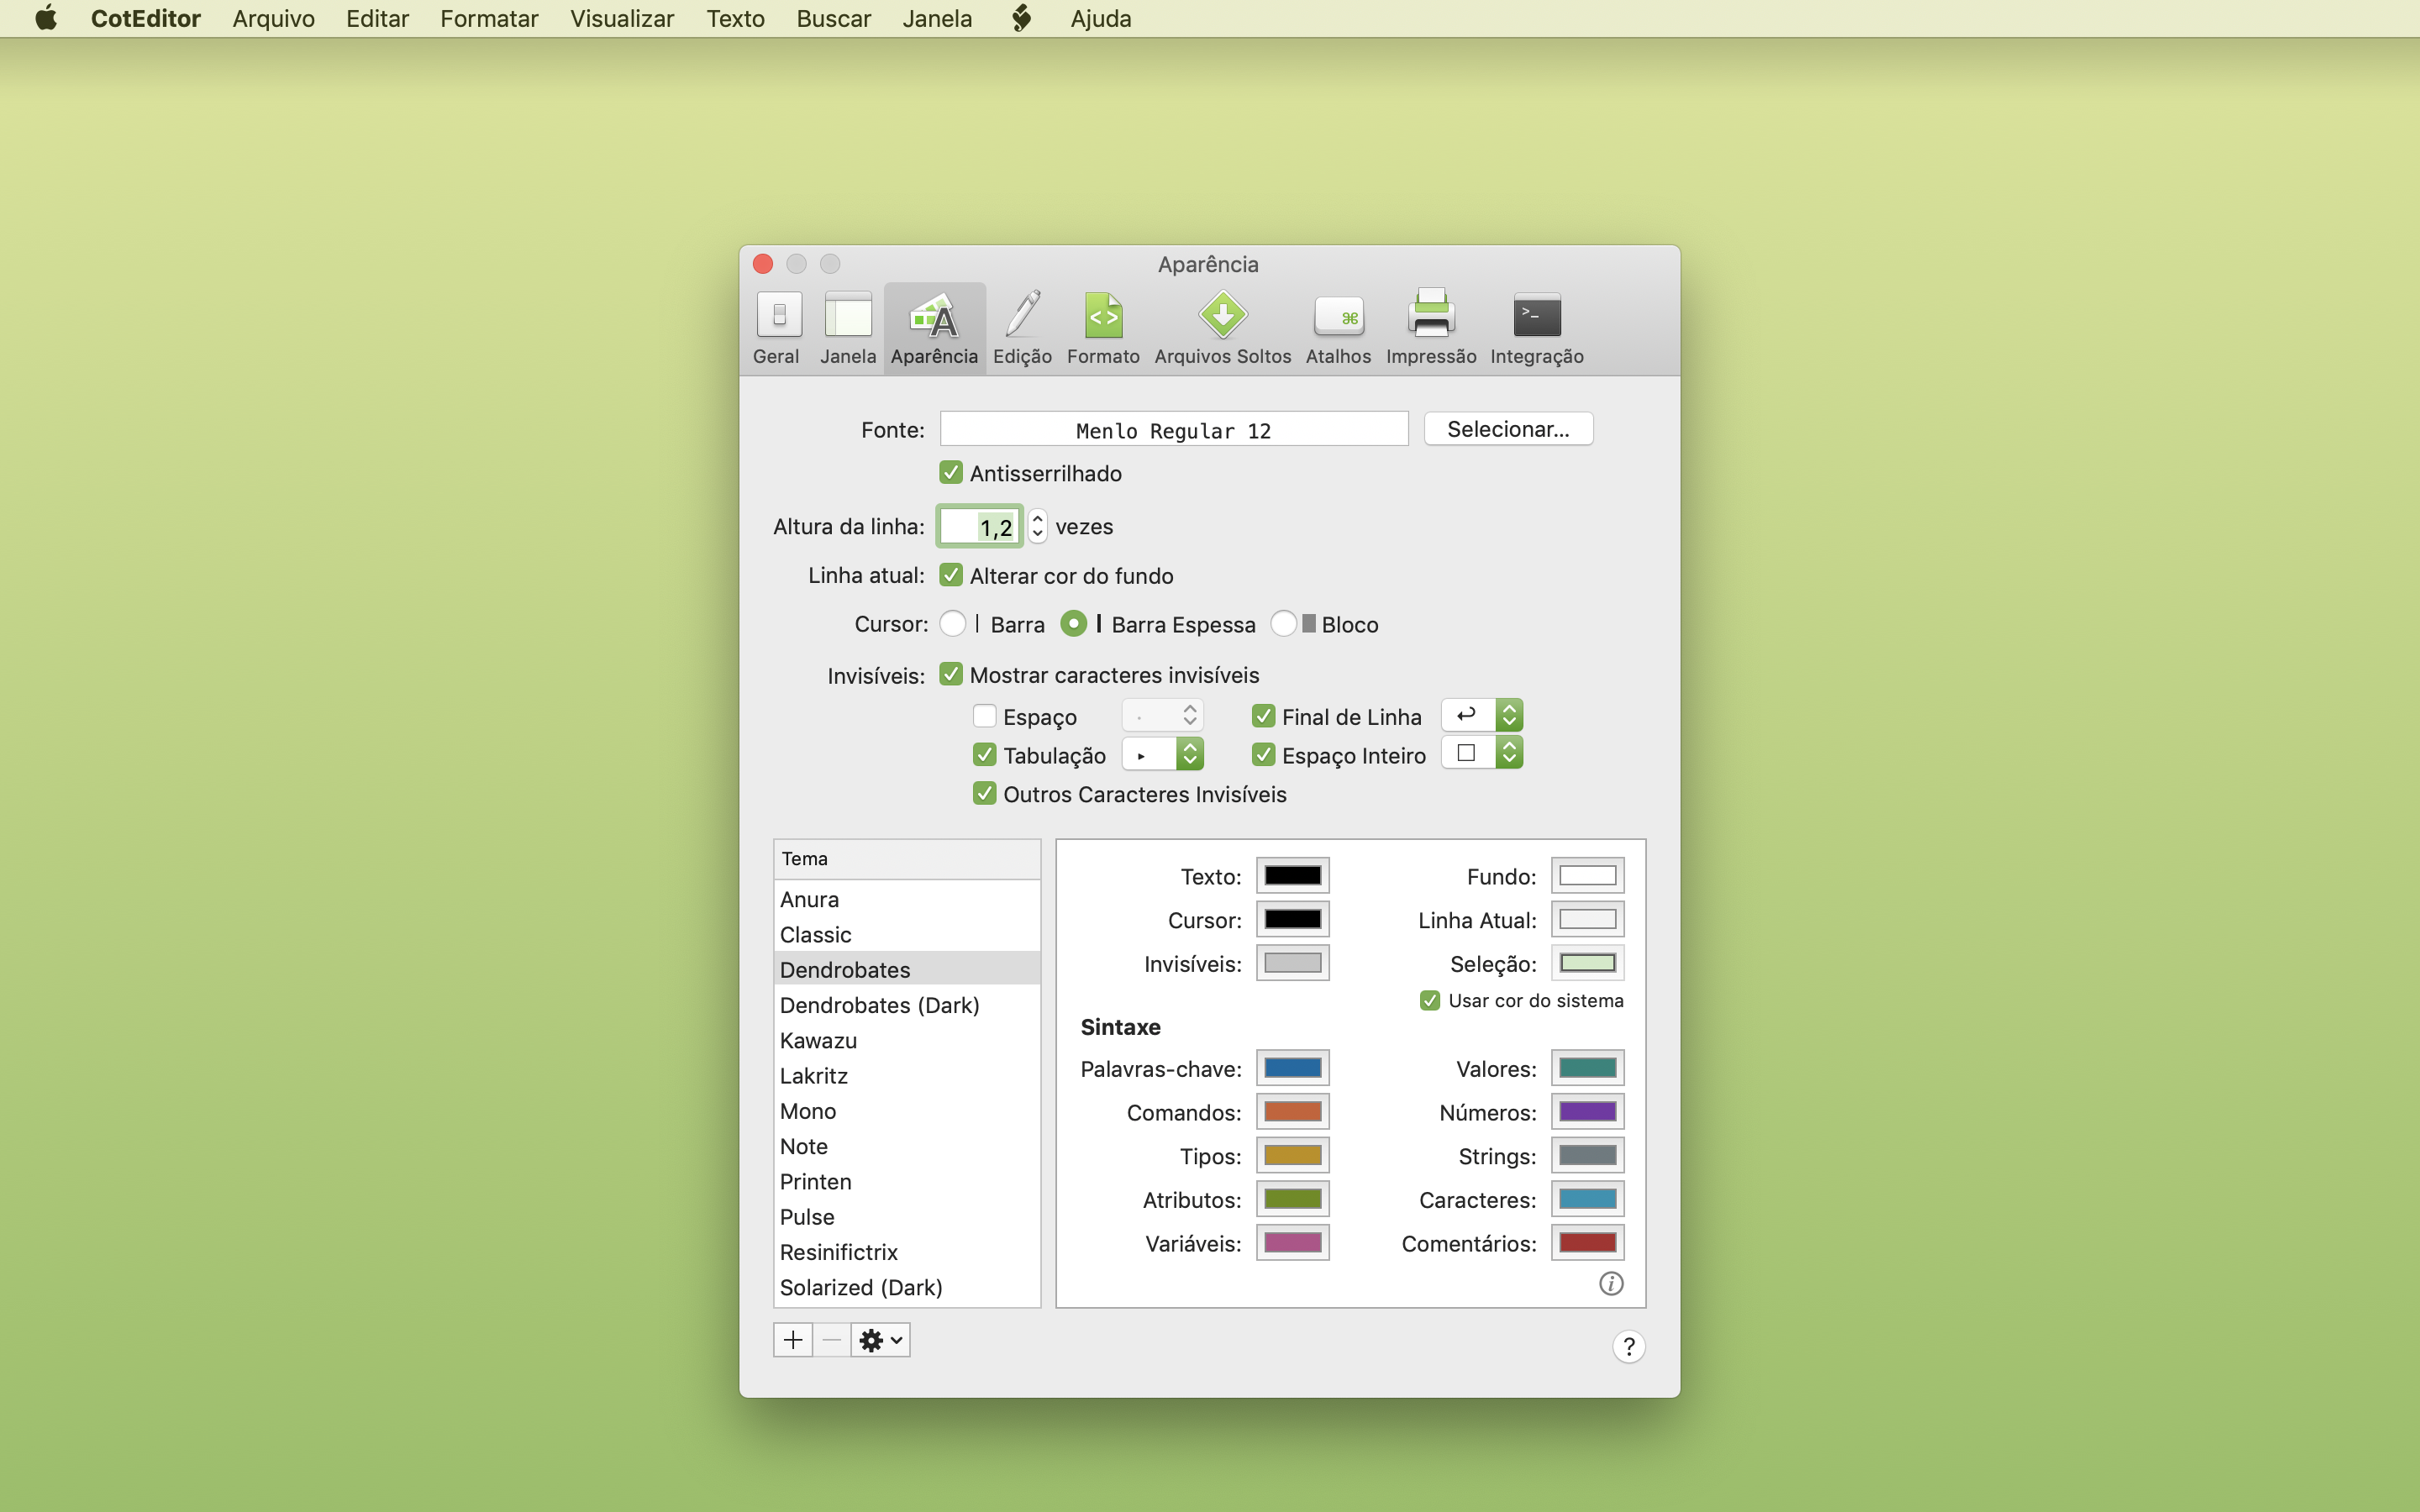 CotEditor Arquivo Editar Formatar Visualizar Texto Buscar Janela Ajuda
Aparência
Geral Janela Aparência Edição Formato Arquivos Soltos Atalhos Impressão Integração
Fonte: Menlo Regular 12 Selecionar...
Antisserrilhado
Altura da linha: 1,2 vezes
Linha atual: Alterar cor do fundo
Cursor: Barra Barra Espessa Bloco
Invisíveis: Mostrar caracteres invisíveis
Espaço Final de Linha
Tabulação Espaço Inteiro
Outros Caracteres Invisíveis
Tema
Anura
Classic
Dendrobates
Dendrobates (Dark)
Kawazu
Lakritz
Mono
Note
Printen
Pulse
Resinifictrix
Solarized (Dark)
Texto: Fundo:
Cursor: Linha Atual:
Invisíveis: Seleção:
Usar cor do sistema
Sintaxe
Palavras-chave: Valores:
Comandos: Números:
Tipos: Strings:
Atributos: Caracteres:
Variáveis: Comentários:
?